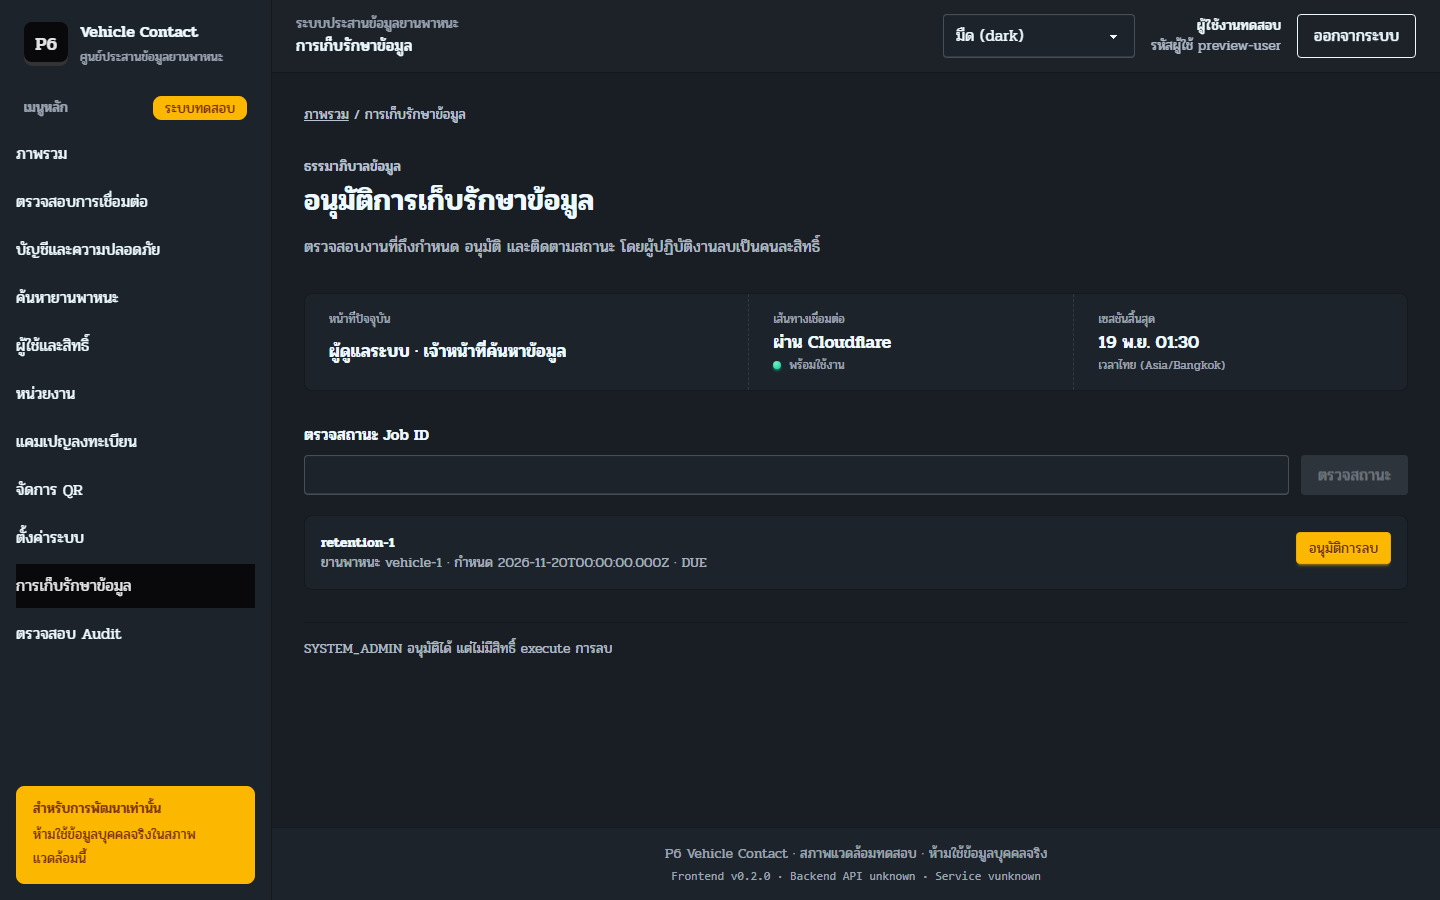 P6
Vehicle Contact
ศูนย์ประสานข้อมูลยานพาหนะ
เมนูหลัก
ระบบทดสอบ
ภาพรวม
ตรวจสอบการเชื่อมต่อ
บัญชีและความปลอดภัย
ค้นหายานพาหนะ
ผู้ใช้และสิทธิ์
หน่วยงาน
แคมเปญลงทะเบียน
จัดการ QR
ตั้งค่าระบบ
การเก็บรักษาข้อมูล
ตรวจสอบ Audit
สำหรับการพัฒนาเท่านั้น
ห้ามใช้ข้อมูลบุคคลจริงในสภาพ
แวดล้อมนี้
ระบบประสานข้อมูลยานพาหนะ
การเก็บรักษาข้อมูล
มืด (dark)
ผู้ใช้งานทดสอบ
รหัสผู้ใช้ preview-user
ออกจากระบบ
ภาพรวม / การเก็บรักษาข้อมูล
ธรรมาภิบาลข้อมูล
อนุมัติการเก็บรักษาข้อมูล
ตรวจสอบงานที่ถึงกำหนด อนุมัติ และติดตามสถานะ โดยผู้ปฏิบัติงานลบเป็นคนละสิทธิ์
หน้าที่ปัจจุบัน
ผู้ดูแลระบบ · เจ้าหน้าที่ค้นหาข้อมูล
เส้นทางเชื่อมต่อ
ผ่าน Cloudflare
พร้อมใช้งาน
เซสชันสิ้นสุด
19 พ.ย. 01:30
เวลาไทย (Asia/Bangkok)
ตรวจสถานะ Job ID
ตรวจสถานะ
retention-1
ยานพาหนะ vehicle-1 · กำหนด 2026-11-20T00:00:00.000Z · DUE
อนุมัติการลบ
SYSTEM_ADMIN อนุมัติได้ แต่ไม่มีสิทธิ์ execute การลบ
P6 Vehicle Contact · สภาพแวดล้อมทดสอบ · ห้ามใช้ข้อมูลบุคคลจริง
Frontend v0.2.0 · Backend API unknown · Service vunknown